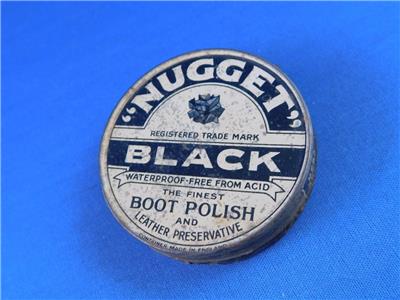 "NUGGET"
REGISTERED TRADE MARK
BLACK
WATERPROOF-FREE FROM ACID
THE FINEST
BOOT POLISH
AND
LEATHER PRESERVATIVE
CONTAINER MADE IN ENGLAND